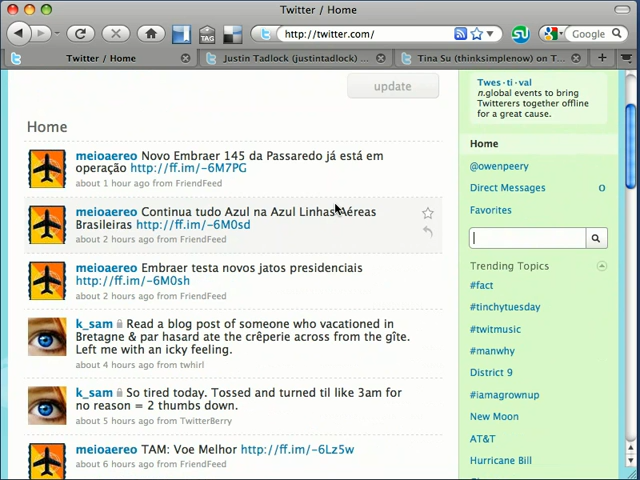 Twitter / Home
http://twitter.com/
TAG
Google
Twitter / Home
Justin Tadlock (justintadlock) ...
Tina Su (thinksimplenow) on T...
update
Home
meioaereo Novo Embraer 145 da Passaredo já está em
operação http://ff.im/-6M7PG
about 1 hour ago from FriendFeed
meioaereo Continua tudo Azul na Azul Linhas Aéreas
Brasileiras http://ff.im/-6M0sd
about 2 hours ago from FriendFeed
meioaereo Embraer testa novos jatos presidenciais
http://ff.im/-6M0sh
about 2 hours ago from FriendFeed
k_sam Read a blog post of someone who vacationed in
Bretagne & par hasard ate the crêperie across from the gîte.
Left me with an icky feeling.
about 4 hours ago from twhirl
k_sam So tired today. Tossed and turned til like 3am for
no reason = 2 thumbs down.
about 5 hours ago from TwitterBerry
meioaereo TAM: Voe Melhor http://ff.im/-6Lz5w
about 6 hours ago from FriendFeed
Twes·ti·val
n.global events to bring
Twitterers together offline
for a great cause.
Home
@owenpeery
Direct Messages 0
Favorites
Trending Topics
#fact
#tinchytuesday
#twitmusic
#manwhy
District 9
#iamagrownup
New Moon
AT&T
Hurricane Bill